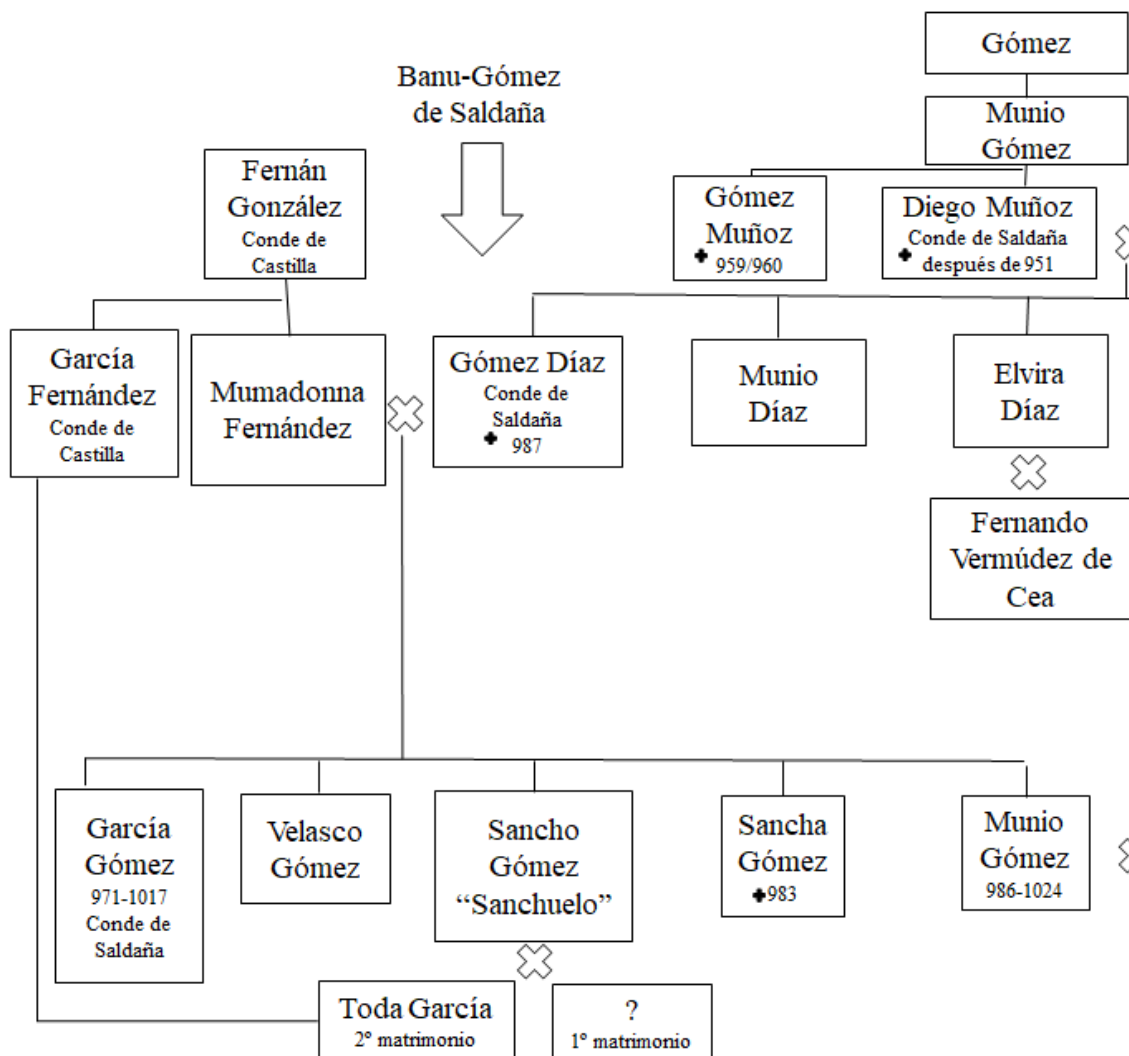 Gómez
Banu-Gómez
de Saldaña
Munio
Gómez
Fernán
González
Conde de
Castilla
Gómez
Muñoz
959/960
Diego Muñoz
Conde de Saldaña
después de 951
García
Fernández
Conde de
Castilla
Mumadonna
Fernández
Gómez Díaz
Conde de
Saldaña
987
Munio
Díaz
Elvira
Díaz
Fernando
Vermúdez de
Cea
García
Gómez
971-1017
Conde de
Saldaña
Velasco
Gómez
Sancho
Gómez
“Sanchuelo”
Sancha
Gómez
983
Munio
Gómez
986-1024
Toda García
2º matrimonio
?
1º matrimonio